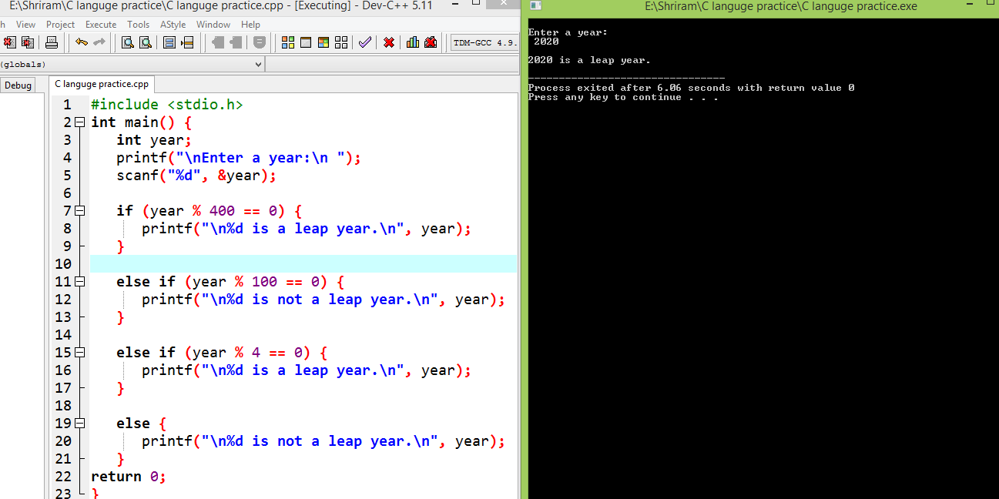 E:\Shriram\C languge practice\C languge practice.cpp - [Executing] - Dev-C++ 5.11
h View Project Execute Tools AStyle Window Help
TDM-GCC 4.9.
(globals)
Debug
C languge practice.cpp
1 #include <stdio.h>
2 int main() {
3 int year;
4 printf("\nEnter a year:\n ");
5 scanf("%d", &year);
6
7 if (year % 400 == 0) {
8 printf("\n%d is a leap year.\n", year);
9 }
10
11 else if (year % 100 == 0) {
12 printf("\n%d is not a leap year.\n", year);
13 }
14
15 else if (year % 4 == 0) {
16 printf("\n%d is a leap year.\n", year);
17 }
18
19 else {
20 printf("\n%d is not a leap year.\n", year);
21 }
22 return 0;
23 }
E:\Shriram\C languge practice\C languge practice.exe
Enter a year:
2020
2020 is a leap year.
--------------------------------
Process exited after 6.06 seconds with return value 0
Press any key to continue . . .